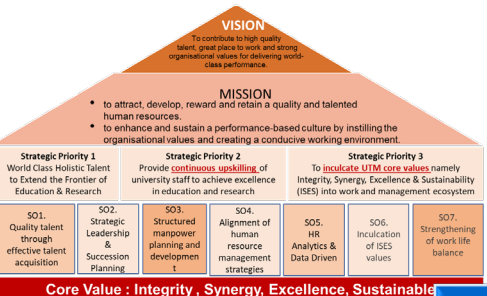 VISION
To contribute to high quality
talent, great place to work and strong
organisational values for delivering world-
class performance.
MISSION
• to attract, develop, reward and retain a quality and talented
human resources.
• to enhance and sustain a performance-based culture by instilling the
organisational values and creating a conducive working environment.
Strategic Priority 1
World Class Holistic Talent
to Extend the Frontier of
Education & Research
Strategic Priority 2
Provide continuous upskilling of
university staff to achieve excellence
in education and research
Strategic Priority 3
To inculcate UTM core values namely
Integrity, Synergy, Excellence & Sustainability
(ISES) into work and management ecosystem
SO1.
Quality talent
through
effective talent
acquisition
SO2.
Strategic
Leadership
&
Succession
Planning
SO3.
Structured
manpower
planning and
developmen
t
SO4.
Alignment of
human
resource
management
strategies
SO5.
HR
Analytics &
Data Driven
SO6.
Inculcation
of ISES
values
SO7.
Strengthening
of work life
balance
Core Value : Integrity , Synergy, Excellence, Sustainable